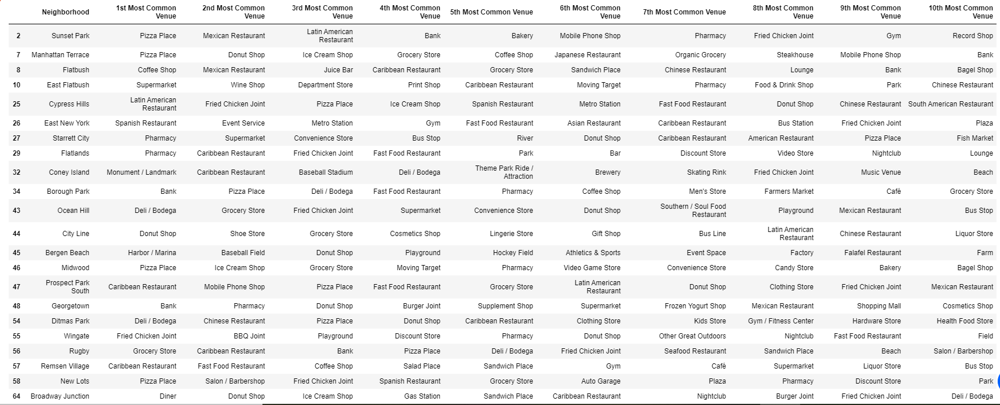 Neighborhood 1st Most Common Venue 2nd Most Common Venue 3rd Most Common Venue 4th Most Common Venue 5th Most Common Venue 6th Most Common Venue 7th Most Common Venue 8th Most Common Venue 9th Most Common Venue 10th Most Common Venue
2 Sunset Park Pizza Place Mexican Restaurant Latin American Restaurant Bank Bakery Mobile Phone Shop Pharmacy Fried Chicken Joint Gym Record Shop
7 Manhattan Terrace Pizza Place Donut Shop Ice Cream Shop Grocery Store Coffee Shop Japanese Restaurant Organic Grocery Steakhouse Mobile Phone Shop Bank
8 Flatbush Coffee Shop Mexican Restaurant Juice Bar Caribbean Restaurant Grocery Store Sandwich Place Chinese Restaurant Lounge Bank Bagel Shop
10 East Flatbush Supermarket Wine Shop Department Store Print Shop Caribbean Restaurant Moving Target Pharmacy Food & Drink Shop Park Chinese Restaurant
25 Cypress Hills Latin American Restaurant Fried Chicken Joint Pizza Place Ice Cream Shop Spanish Restaurant Metro Station Fast Food Restaurant Donut Shop Chinese Restaurant South American Restaurant
26 East New York Spanish Restaurant Event Service Metro Station Gym Fast Food Restaurant Asian Restaurant Caribbean Restaurant Bus Station Fried Chicken Joint Plaza
27 Starrett City Pharmacy Supermarket Convenience Store Bus Stop River Donut Shop Caribbean Restaurant American Restaurant Pizza Place Fish Market
29 Flatlands Pharmacy Caribbean Restaurant Fried Chicken Joint Fast Food Restaurant Park Bar Discount Store Video Store Nightclub Lounge
32 Coney Island Monument / Landmark Caribbean Restaurant Baseball Stadium Deli / Bodega Theme Park Ride / Attraction Brewery Skating Rink Fried Chicken Joint Music Venue Beach
34 Borough Park Bank Pizza Place Deli / Bodega Fast Food Restaurant Pharmacy Coffee Shop Men's Store Farmers Market Café Grocery Store
43 Ocean Hill Deli / Bodega Grocery Store Fried Chicken Joint Supermarket Convenience Store Donut Shop Southern / Soul Food Restaurant Playground Mexican Restaurant Bus Stop
44 City Line Donut Shop Shoe Store Grocery Store Cosmetics Shop Lingerie Store Gift Shop Bus Line Latin American Restaurant Chinese Restaurant Liquor Store
45 Bergen Beach Harbor / Marina Baseball Field Donut Shop Playground Hockey Field Athletics & Sports Event Space Factory Falafel Restaurant Farm
46 Midwood Pizza Place Ice Cream Shop Grocery Store Moving Target Pharmacy Video Game Store Convenience Store Candy Store Bakery Bagel Shop
47 Prospect Park South Caribbean Restaurant Mobile Phone Shop Pizza Place Fast Food Restaurant Grocery Store Latin American Restaurant Donut Shop Clothing Store Fried Chicken Joint Mexican Restaurant
48 Georgetown Bank Pharmacy Donut Shop Burger Joint Supplement Shop Supermarket Frozen Yogurt Shop Mexican Restaurant Shopping Mall Cosmetics Shop
54 Ditmas Park Deli / Bodega Chinese Restaurant Pizza Place Donut Shop Caribbean Restaurant Clothing Store Kids Store Gym / Fitness Center Hardware Store Health Food Store
55 Wingate Fried Chicken Joint BBQ Joint Playground Discount Store Pharmacy Donut Shop Other Great Outdoors Nightclub Fast Food Restaurant Field
56 Rugby Grocery Store Caribbean Restaurant Bank Pizza Place Deli / Bodega Fried Chicken Joint Seafood Restaurant Sandwich Place Beach Salon / Barbershop
57 Remsen Village Caribbean Restaurant Fast Food Restaurant Coffee Shop Salad Place Sandwich Place Gym Café Supermarket Liquor Store Bus Stop
58 New Lots Pizza Place Salon / Barbershop Fried Chicken Joint Spanish Restaurant Grocery Store Auto Garage Plaza Pharmacy Discount Store Park
64 Broadway Junction Diner Donut Shop Ice Cream Shop Gas Station Sandwich Place Caribbean Restaurant Nightclub Burger Joint Fried Chicken Joint Deli / Bodega